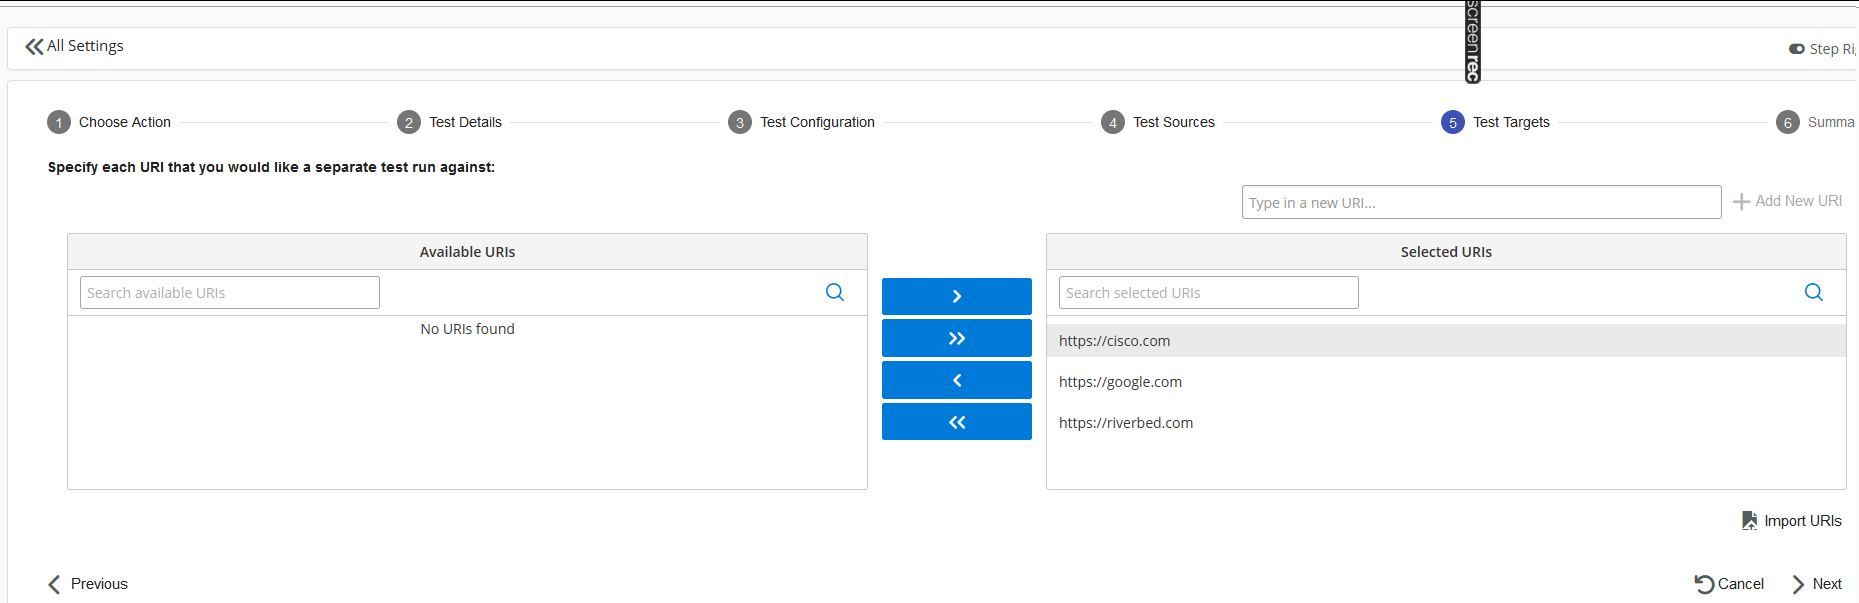 screenrec
All Settings
Step Ri
1 Choose Action 2 Test Details 3 Test Configuration 4 Test Sources 5 Test Targets 6 Summa
Specify each URI that you would like a separate test run against:
Type in a new URI... Add New URI
Available URIs
Search available URIs
No URIs found
Selected URIs
Search selected URIs
https://cisco.com
https://google.com
https://riverbed.com
Import URIs
Previous
Cancel Next